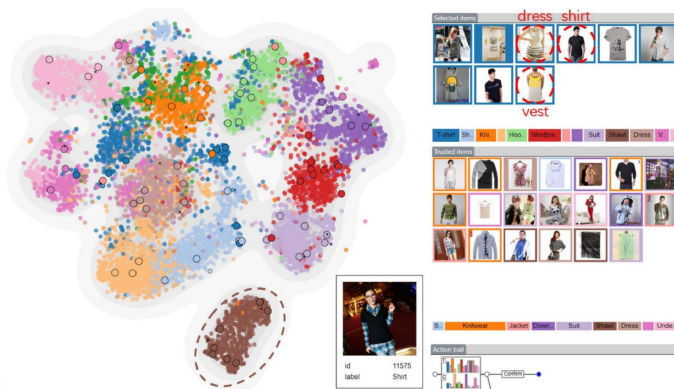 dress shirt
Selected items
vest
T-shirt Sh.. Kni.. Hoo.. Windbre Suit Shawl Dress V..
Trusted items
S.. Knitwear Jacket Down.. Suit Shawl Dress Unde
Action trail
Confirm
id 11575
label Shirt